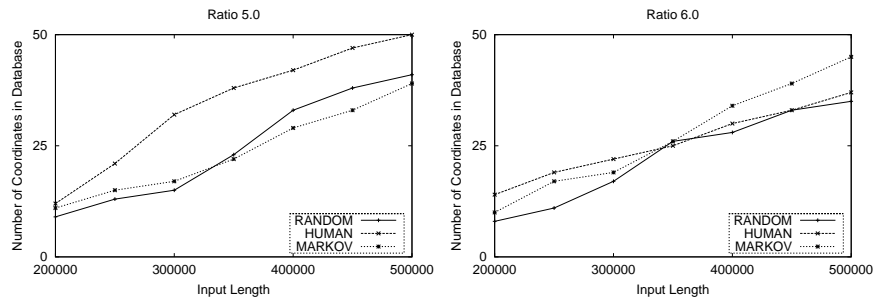 Ratio 5.0
50
25
0
Number of Coordinates in Database
200000 300000 400000 500000
Input Length
RANDOM
HUMAN
MARKOV
Ratio 6.0
50
25
0
Number of Coordinates in Database
200000 300000 400000 500000
Input Length
RANDOM
HUMAN
MARKOV